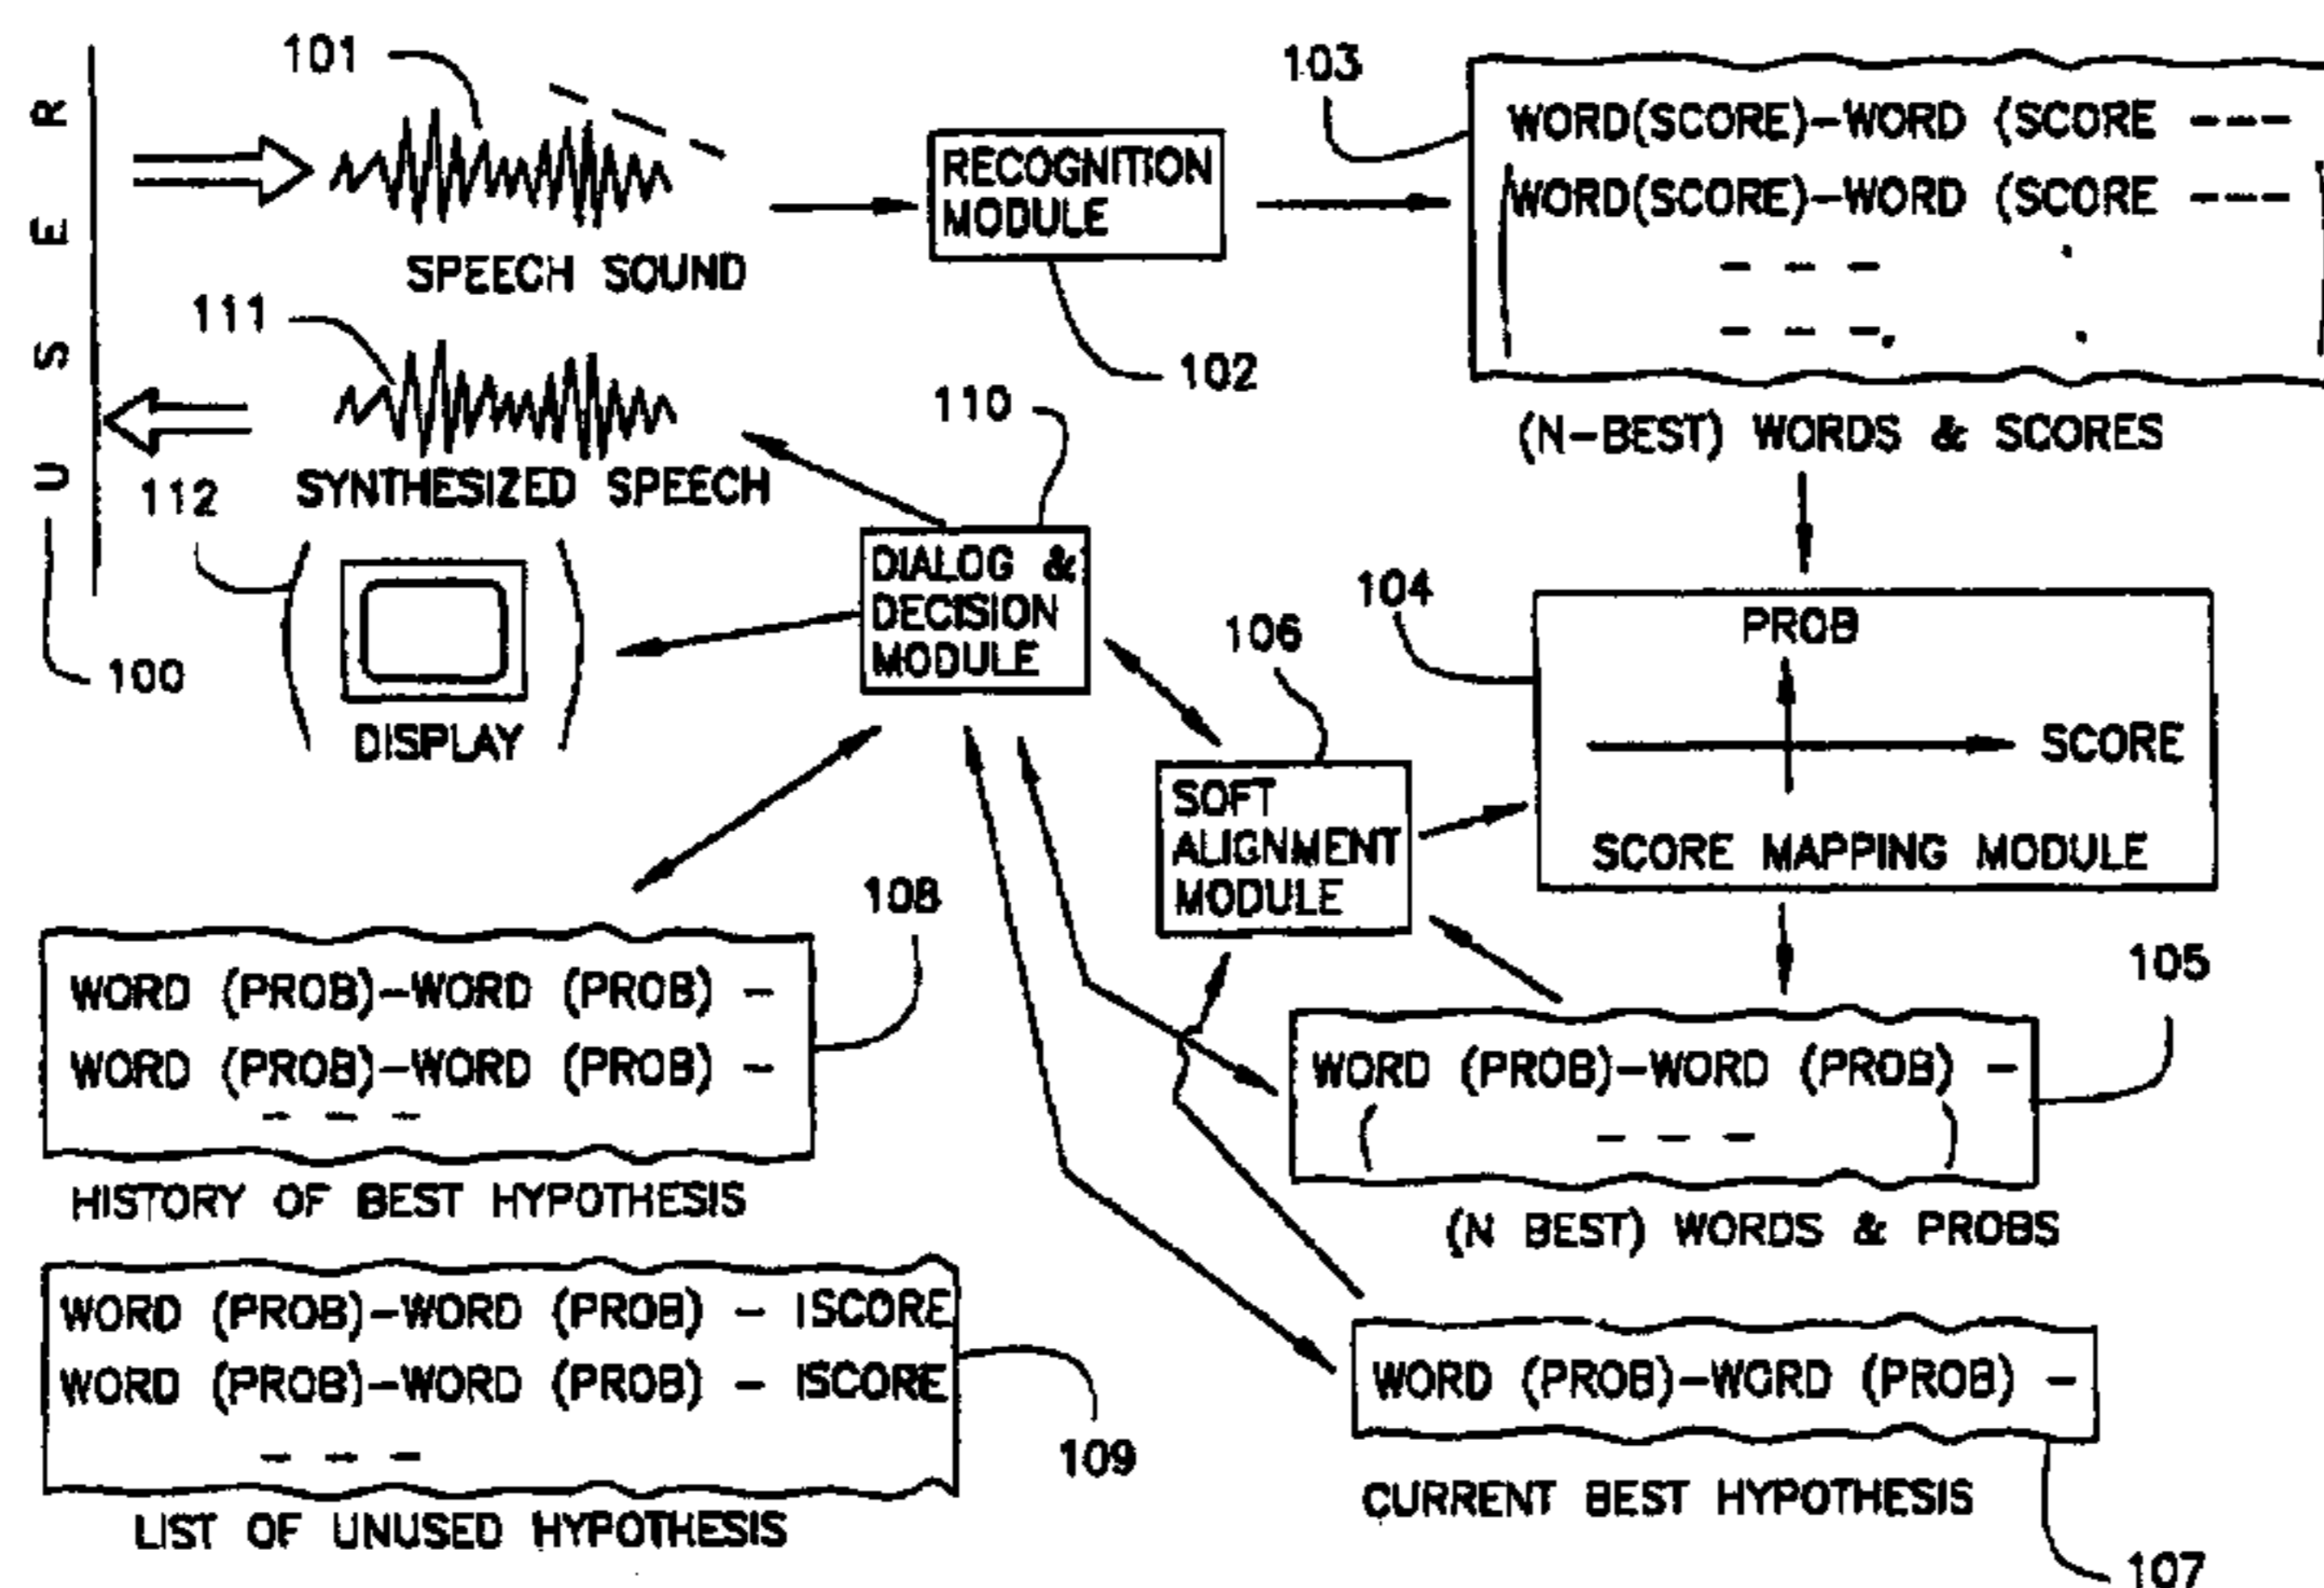 101
SPEECH SOUND
USER
100
RECOGNITION
MODULE
102
103
WORD(SCORE)-WORD (SCORE ---
WORD(SCORE)-WORD (SCORE ---
- - -
- - -
(N-BEST) WORDS & SCORES
111
SYNTHESIZED SPEECH
112
DISPLAY
110
DIALOG &
DECISION
MODULE
104
PROB
SCORE
SCORE MAPPING MODULE
106
SOFT
ALIGNMENT
MODULE
105
WORD (PROB)-WORD (PROB) -
( - - - )
(N BEST) WORDS & PROBS
108
WORD (PROB)-WORD (PROB) -
WORD (PROB)-WORD (PROB) -
- - -
HISTORY OF BEST HYPOTHESIS
WORD (PROB)-WORD (PROB) - ISCORE
WORD (PROB)-WORD (PROB) - ISCORE
- - -
109
LIST OF UNUSED HYPOTHESIS
WORD (PROB)-WORD (PROB) -
CURRENT BEST HYPOTHESIS
107